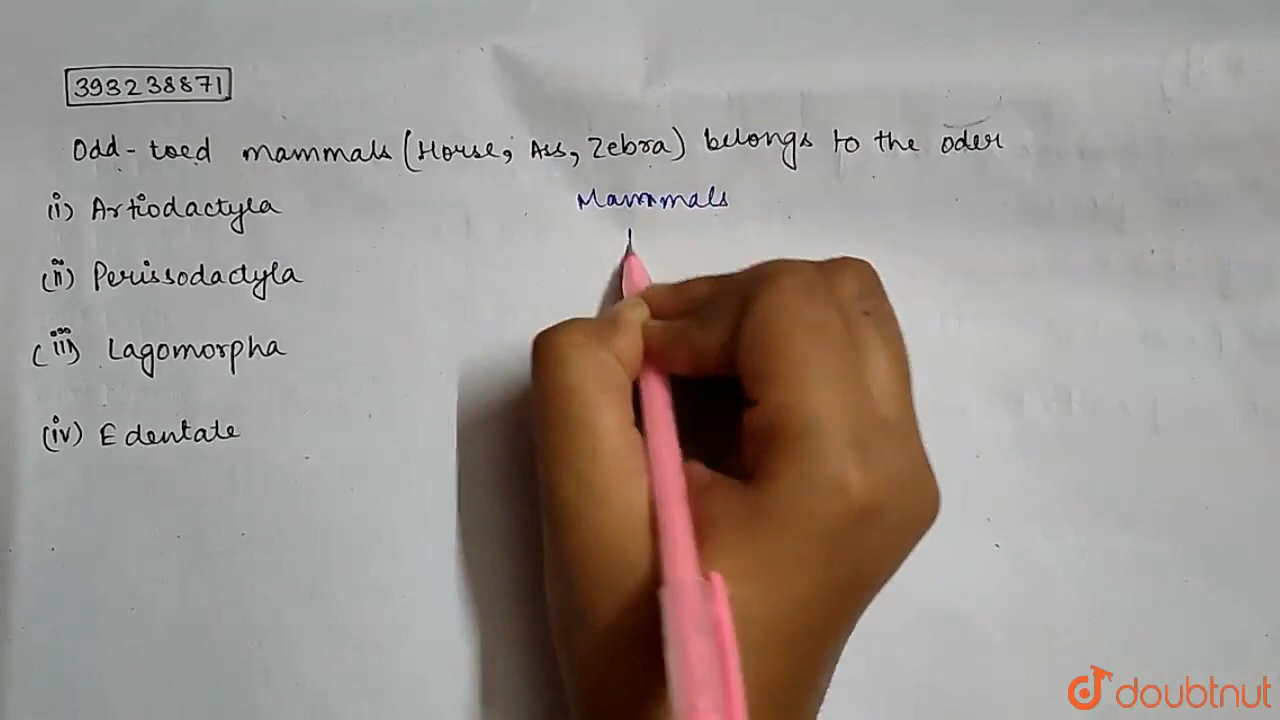 393238871
Odd-toed mammals (Horse, Ass, Zebra) belongs to the oder
Mammals
(i) Artiodactyla
(ii) Perissodactyla
(iii) Lagomorpha
(iv) Edentate
doubtnut